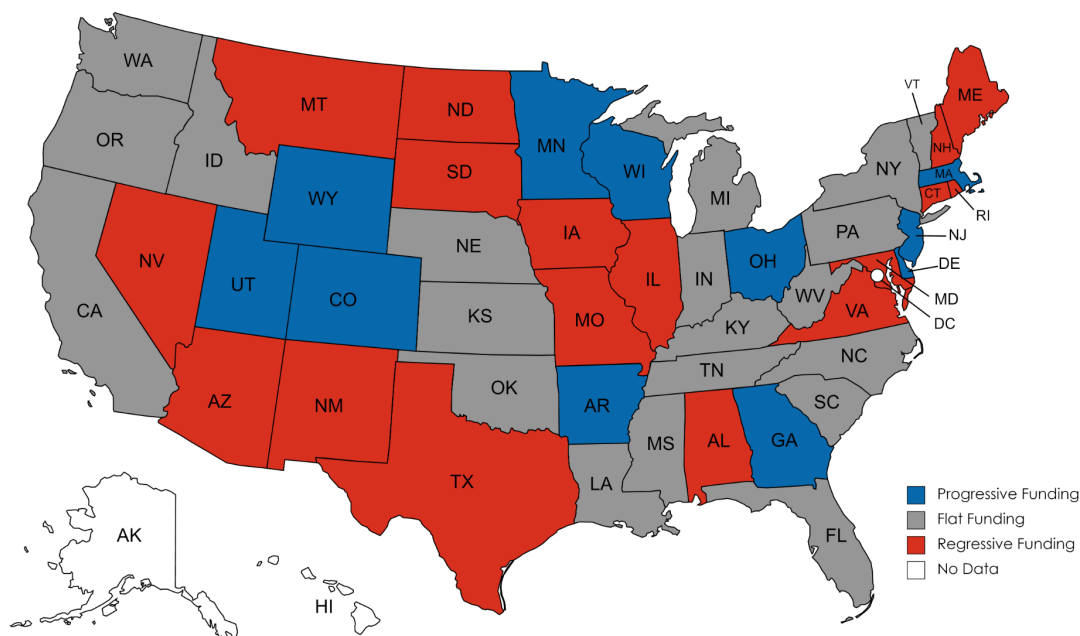 WA
OR
ID
MT
ND
MN
SD
WY
WI
MI
NV
UT
CO
NE
IA
CA
AZ
NM
KS
OK
MO
IL
IN
OH
TX
AR
LA
MS
AL
GA
FL
SC
NC
TN
KY
WV
VA
PA
NY
VT
NH
ME
MA
CT
RI
NJ
DE
MD
DC
AK
HI
Progressive Funding
Flat Funding
Regressive Funding
No Data